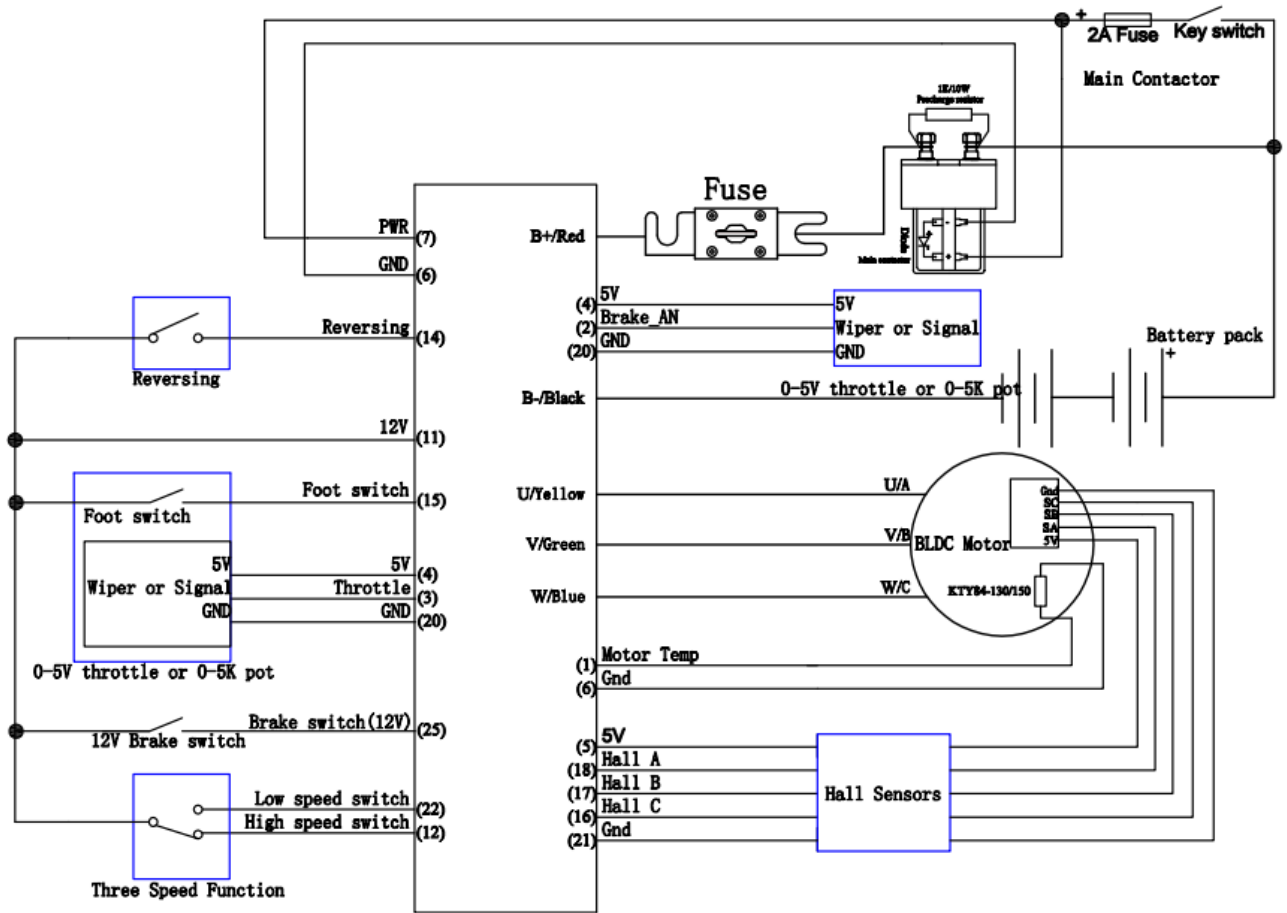 +
2A Fuse Key switch
Main Contactor
1K/10W
Precharge resistor
Fuse
PWR
(7)
B+/Red
-
Diode
+
Main contactor
GND
(6)
(4) 5V
5V
Reversing (14)
(2) Brake_AN
Wiper or Signal
(20) GND
GND
Reversing
Battery pack
+
B-/Black
0-5V throttle or 0-5K pot
12V
(11)
Foot switch (15)
Foot switch
U/Yellow
U/A
Gnd
SC
SB
SA
5V
V/Green
V/B
BLDC Motor
5V
5V
(4)
Wiper or Signal
Throttle
(3)
GND
GND
(20)
W/Blue
W/C
KTY84-130/150
0-5V throttle or 0-5K pot
(1) Motor Temp
(6) Gnd
Brake switch(12V) (25)
12V Brake switch
(5) 5V
(18) Hall A
(17) Hall B
(16) Hall C
(21) Gnd
Hall Sensors
Low speed switch (22)
High speed switch (12)
Three Speed Function